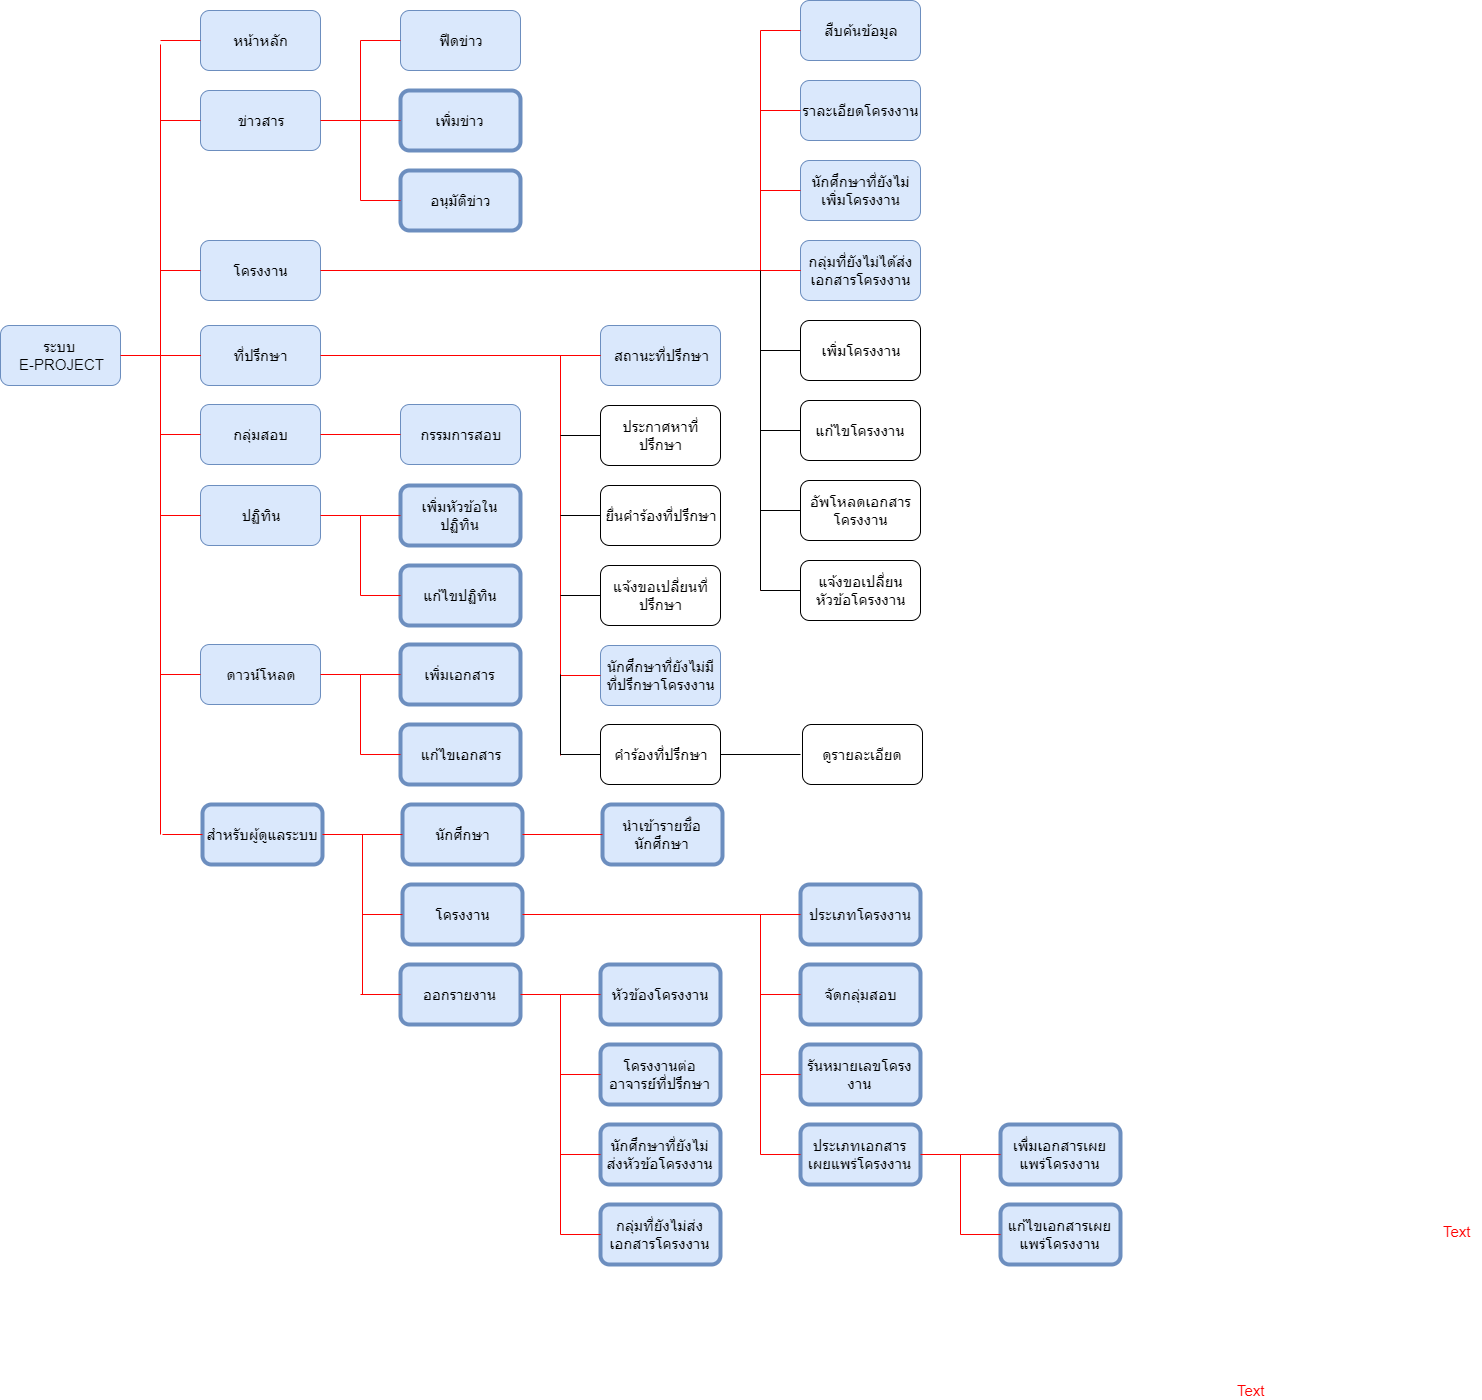 หน้าหลัก
ฟีดข่าว
สืบค้นข้อมูล
ข่าวสาร
เพิ่มข่าว
ราละเอียดโครงงาน
อนุมัติข่าว
นักศึกษาที่ยังไม่
เพิ่มโครงงาน
โครงงาน
กลุ่มที่ยังไม่ได้ส่ง
เอกสารโครงงาน
ระบบ
E-PROJECT
ที่ปรึกษา
สถานะที่ปรึกษา
เพิ่มโครงงาน
กลุ่มสอบ
กรรมการสอบ
ประกาศหาที่
ปรึกษา
แก้ไขโครงงาน
ปฏิทิน
เพิ่มหัวข้อใน
ปฏิทิน
ยื่นคำร้องที่ปรึกษา
อัพโหลดเอกสาร
โครงงาน
แก้ไขปฏิทิน
แจ้งขอเปลี่ยนที่
ปรึกษา
แจ้งขอเปลี่ยน
หัวข้อโครงงาน
ดาวน์โหลด
เพิ่มเอกสาร
นักศึกษาที่ยังไม่มี
ที่ปรึกษาโครงงาน
แก้ไขเอกสาร
คำร้องที่ปรึกษา
ดูรายละเอียด
สำหรับผู้ดูแลระบบ
นักศึกษา
นำเข้ารายชื่อ
นักศึกษา
โครงงาน
ประเภทโครงงาน
ออกรายงาน
หัวข้องโครงงาน
จัดกลุ่มสอบ
โครงงานต่อ
อาจารย์ที่ปรึกษา
รันหมายเลขโครง
งาน
นักศึกษาที่ยังไม่
ส่งหัวข้อโครงงาน
ประเภทเอกสาร
เผยแพร่โครงงาน
เพื่มเอกสารเผย
แพร่โครงงาน
กลุ่มที่ยังไม่ส่ง
เอกสารโครงงาน
แก้ไขเอกสารเผย
แพร่โครงงาน
Text
Text